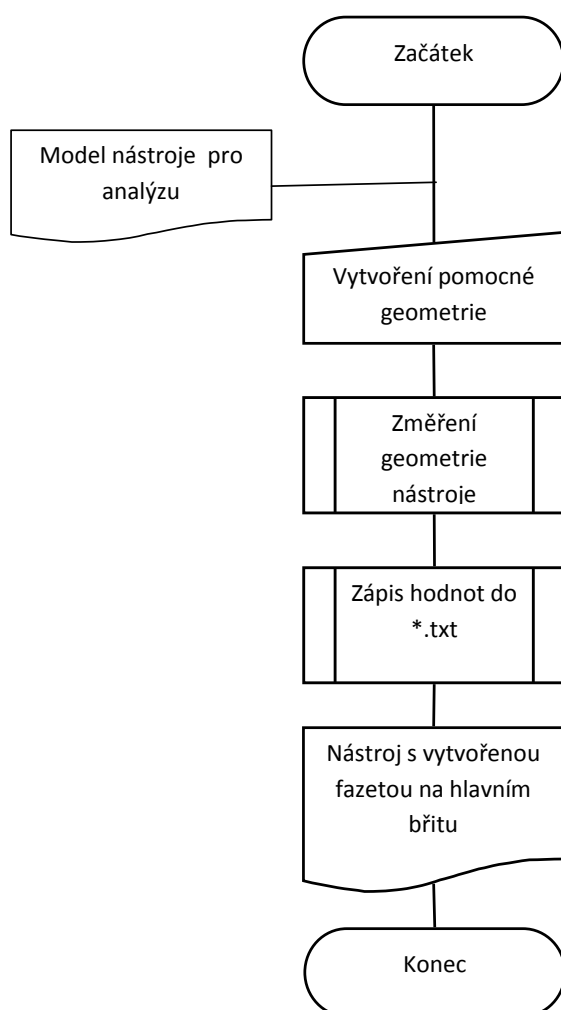 Začátek
Model nástroje  pro
analýzu
Vytvoření pomocné
geometrie
Změření
geometrie
nástroje
Zápis hodnot do
*.txt
Nástroj s vytvořenou
fazetou na hlavním
břitu
Konec